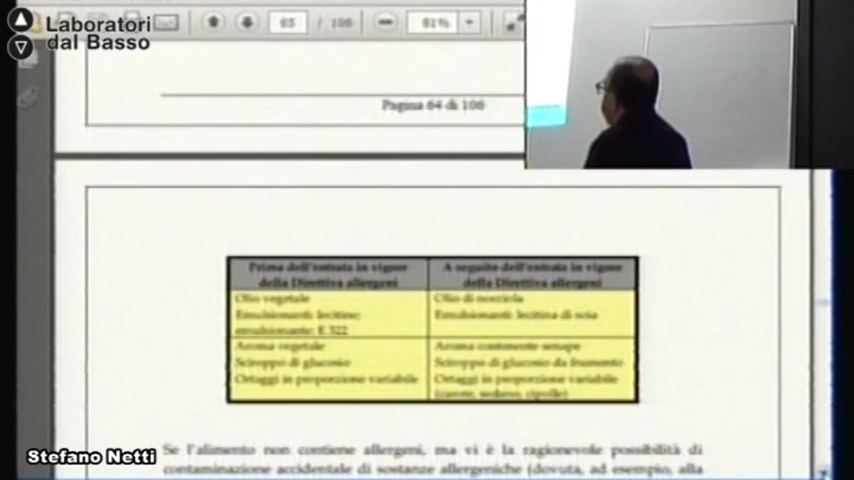 Laboratori
dal Basso
65 / 106
81%
Pagina 64 di 106
Prima dell'entrata in vigore
della Direttiva allergeni
A seguito dell'entrata in vigore
della Direttiva allergeni
Olio vegetale
Emulsionanti: lecitine;
emulsionante: E 322
Olio di nocciola
Emulsionanti: lecitina di soia
Aroma vegetale
Sciroppo di glucosio
Ortaggi in proporzione variabile
Aroma contenente senape
Sciroppo di glucosio da frumento
Ortaggi in proporzione variabile
(carote, sedano, cipolle)
Se l'alimento non contiene allergeni, ma vi è la ragionevole possibilità di
contaminazione accidentale di sostanze allergeniche (dovuta, ad esempio, alla
Stefano Netti